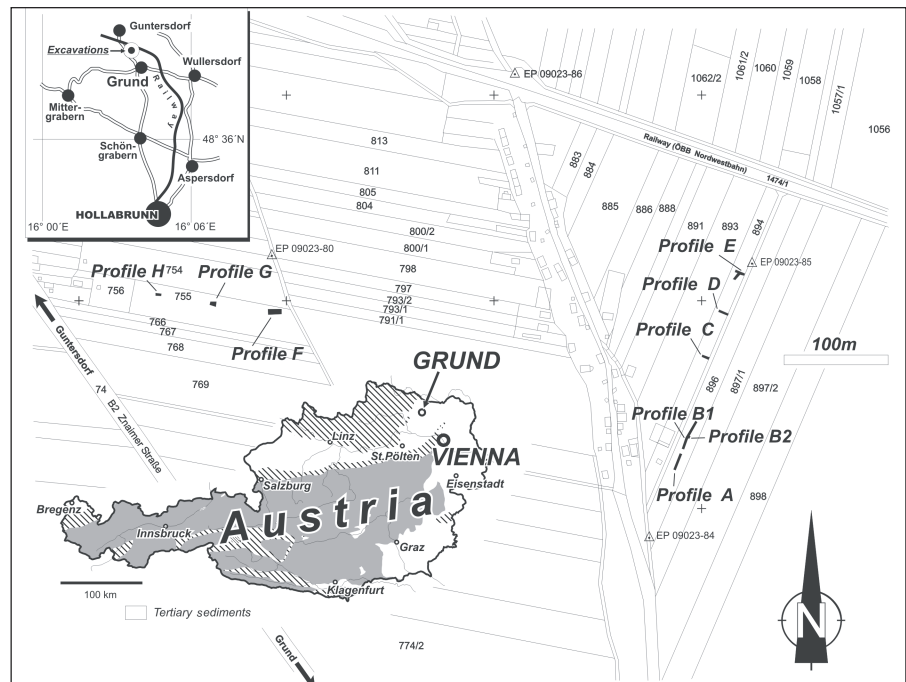 Guntersdorf
Excavations
Wullersdorf
Grund
Railway
Mitter-
grabern
48° 36´N
Schön-
grabern
Aspersdorf
HOLLABRUNN
16° 00´E
16° 06´E
EP 09023-86
1062/2
1061/2
1060
1059
1058
1057/1
1056
Railway (ÖBB Nordwestbahn)
1474/1
813
811
805
804
800/2
800/1
798
797
793/2
793/1
791/1
883
884
885
886
888
891
893
894
EP 09023-80
EP 09023-85
Profile E
Profile D
Profile C
Profile H
754
Profile G
756
755
766
767
768
769
Profile F
100m
896
897/1
897/2
Profile B1
Profile B2
Profile A
898
EP 09023-84
Guntersdorf
74
B2 Znaimer Straße
GRUND
Linz
St.Pölten
VIENNA
Salzburg
Eisenstadt
Bregenz
Innsbruck
Austria
Graz
Klagenfurt
100 km
Tertiary sediments
Grund
774/2
N